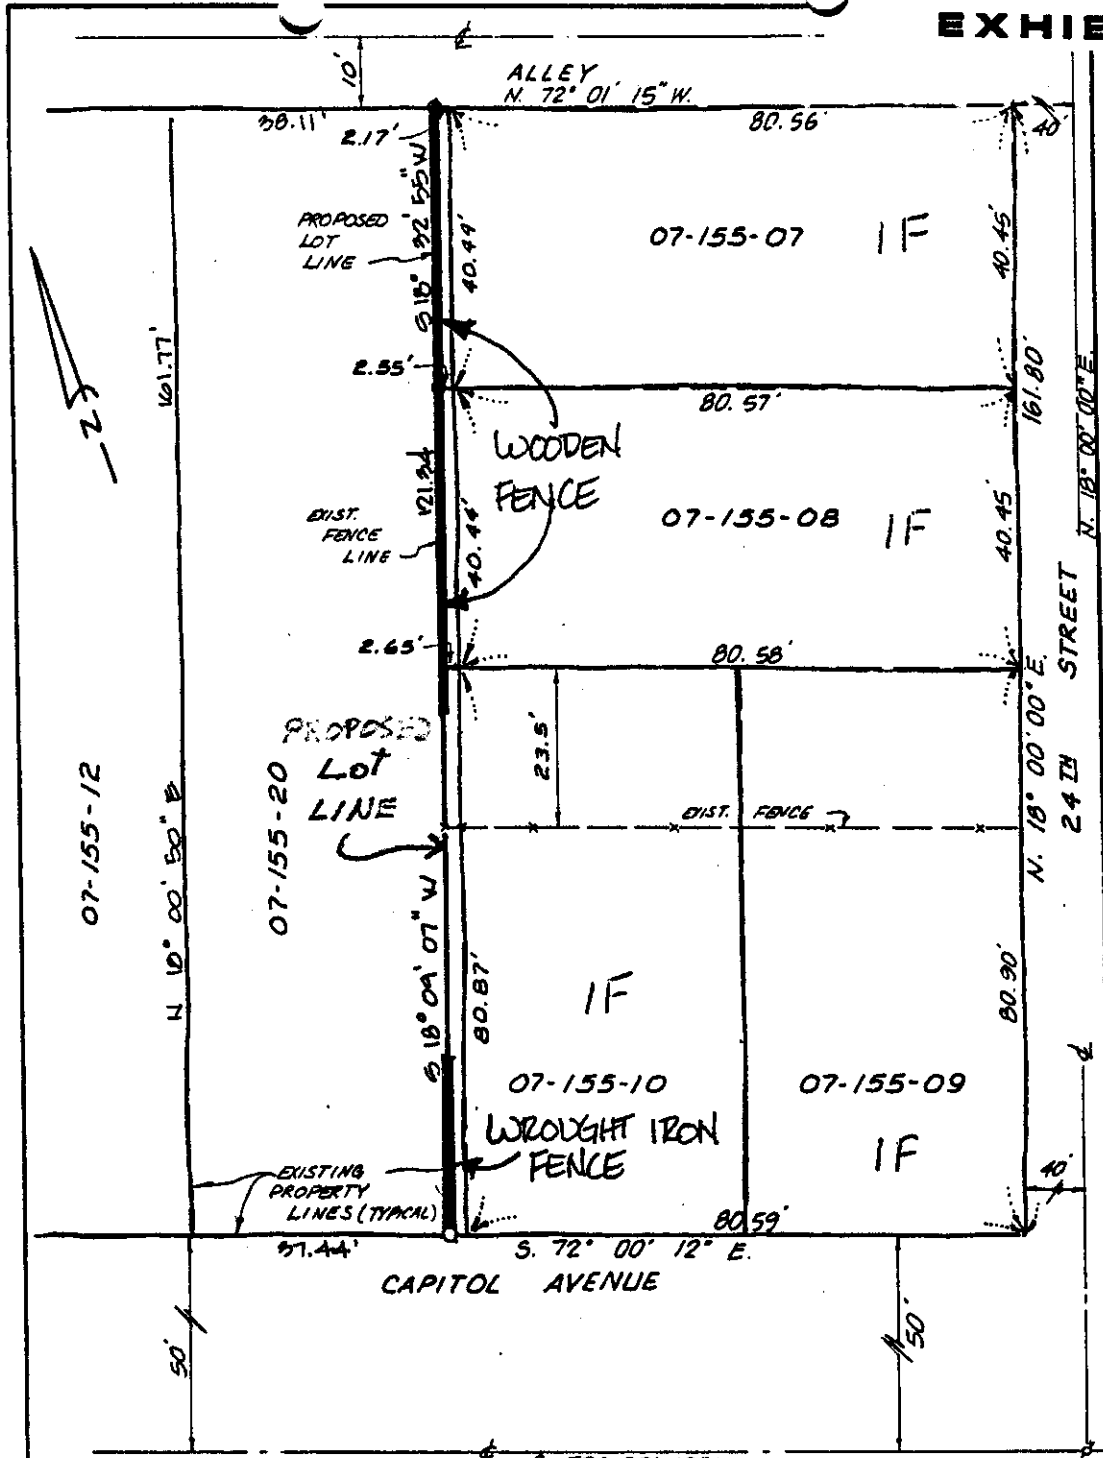 EXHIB
℄
10'
ALLEY
N. 72° 01' 15" W.
38.11'
80.56
40'
2.17'
S 18° 32' 55" W
PROPOSED
LOT
LINE
40.44'
07-155-07
1F
40.45'
161.77'
2.55'
80.57'
161.80'
N. 18° 00' 00" E.
WOODEN
FENCE
121.34
EXIST.
FENCE
LINE
40.44'
07-155-08
1F
40.45'
24TH STREET
2.65'
80.58'
PROPOSED
LOT
LINE
23.5'
EXIST. FENCE
N. 18° 00' 00" E.
07-155-12
07-155-20
N 18° 00' 50" E
S 18° 09' 07" W
80.87'
1F
80.90'
℄
07-155-10
07-155-09
WROUGHT IRON
FENCE
1F
EXISTING
PROPERTY
LINES (TYPICAL)
40'
37.44'
80.59'
S. 72° 00' 12" E.
CAPITOL AVENUE
50'
50'
℄